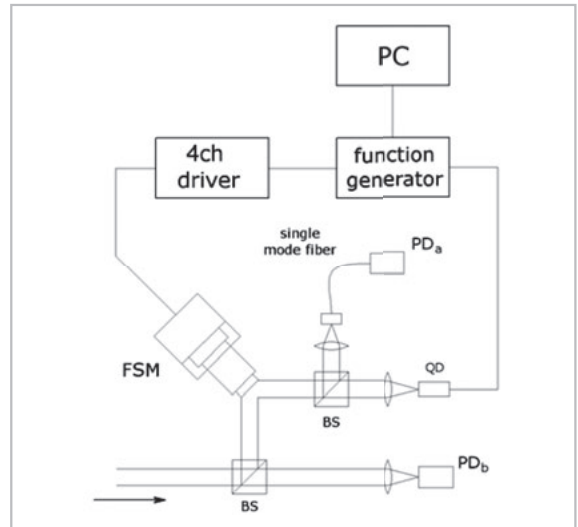 PC
4ch
driver
function
generator
single
mode fiber
PDa
FSM
QD
BS
PDb
BS